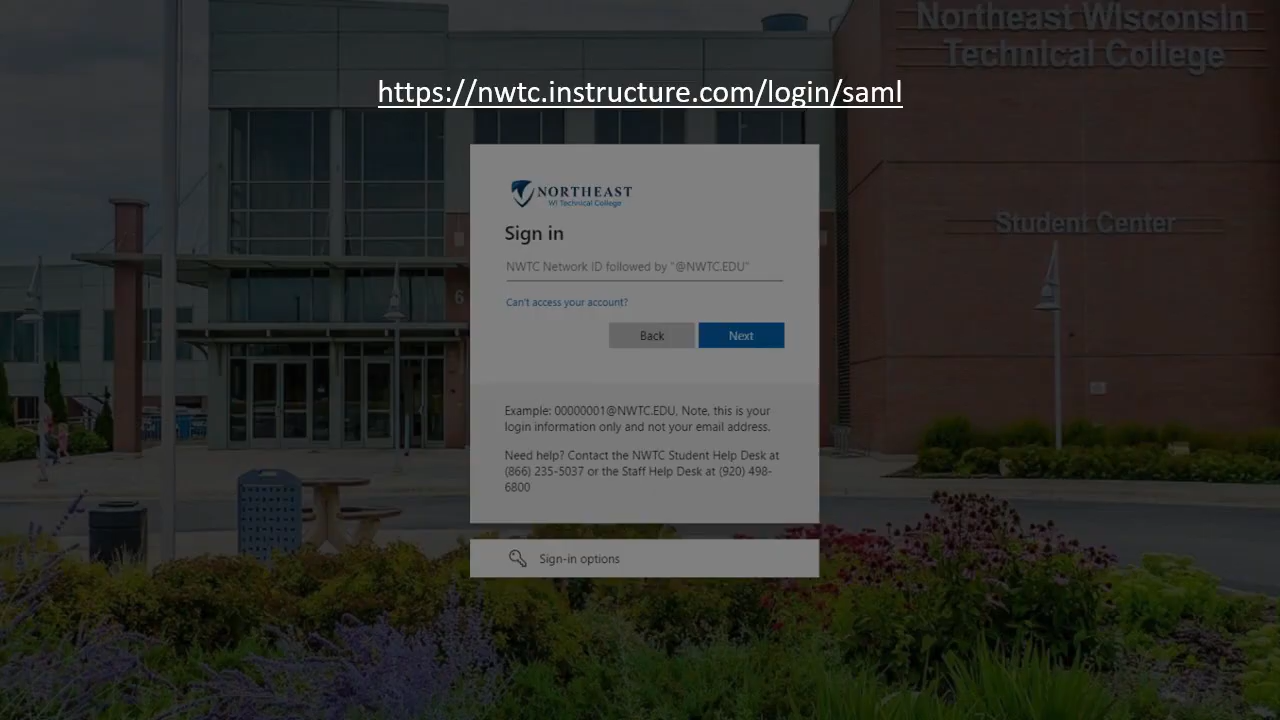 Northeast Wisconsin
Technical College
https://nwtc.instructure.com/login/saml
NORTHEAST
WI Technical College
Student Center
Sign in
NWTC Network ID followed by "@NWTC.EDU"
6
Can't access your account?
Back Next
Example: 00000001@NWTC.EDU, Note, this is your
login information only and not your email address.
Need help? Contact the NWTC Student Help Desk at
(866) 235-5037 or the Staff Help Desk at (920) 498-
6800
Sign-in options